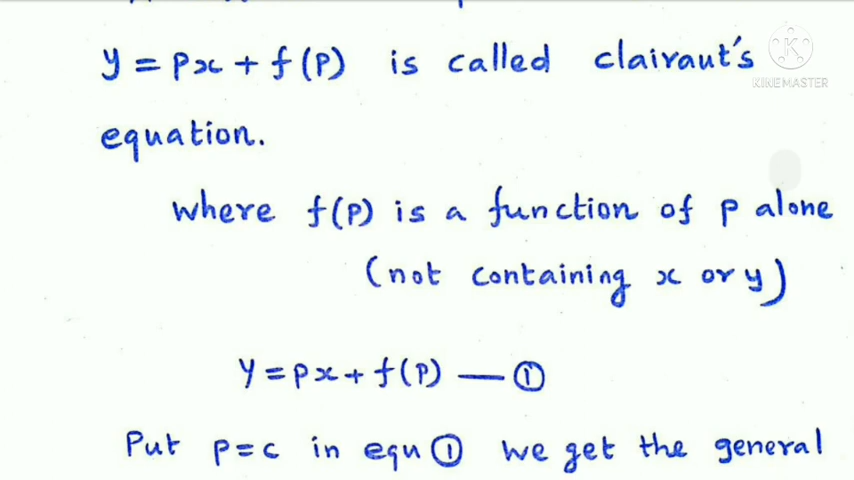 y = px + f(p) is called clairaut's
KINEMASTER
equation.
where f(p) is a function of p alone
(not containing x or y)
y = px + f(p) — ①
Put p=c in equ ① we get the general